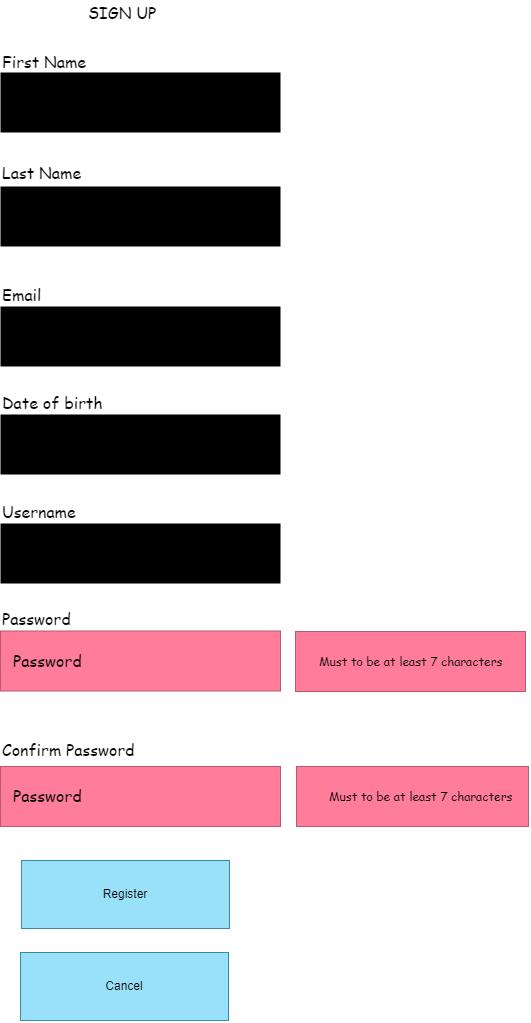 SIGN UP
First Name
Last Name
Email
Date of birth
Username
Password
Password
Must to be at least 7 characters
Confirm Password
Password
Must to be at least 7 characters
Register
Cancel